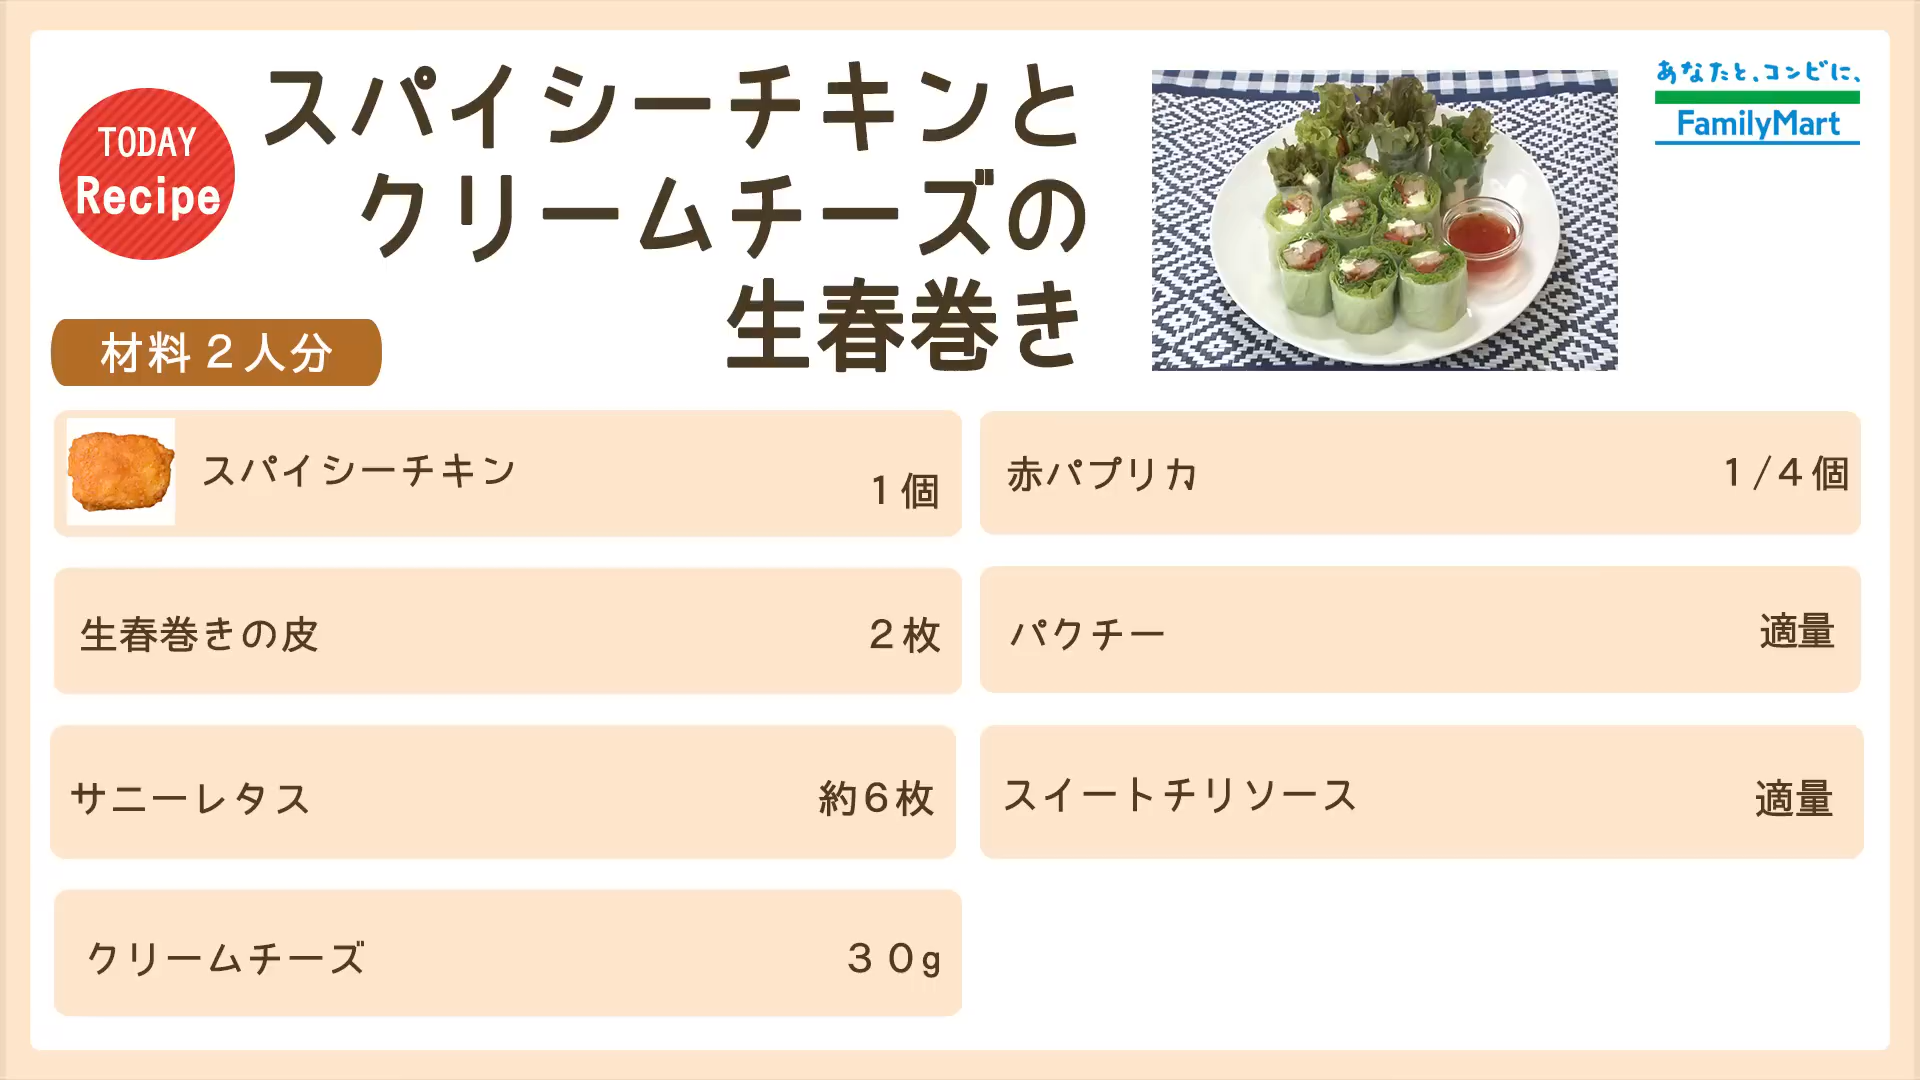 TODAY
Recipe
スパイシーチキンと
クリームチーズの
生春巻き
あなたと、コンビに、
FamilyMart
材料２人分
スパイシーチキン １個
赤パプリカ １/４個
生春巻きの皮 ２枚
パクチー 適量
サニーレタス 約６枚
スイートチリソース 適量
クリームチーズ ３０g